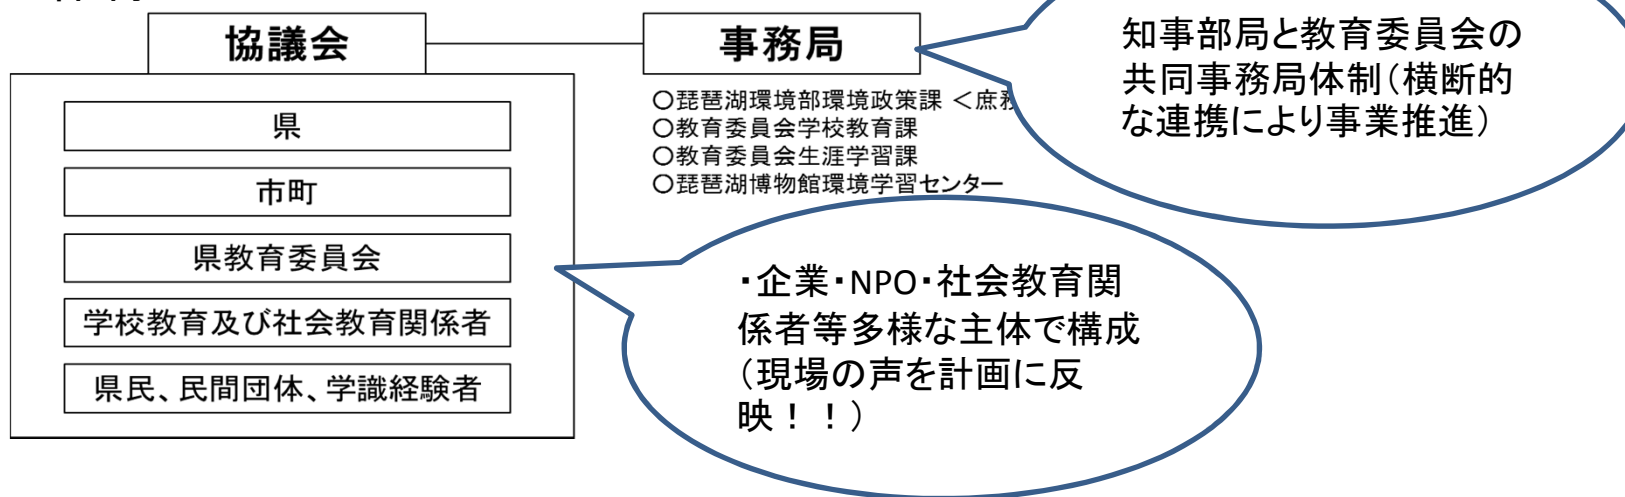 協議会
県
市町
県教育委員会
学校教育及び社会教育関係者
県民、民間団体、学識経験者
事務局
○琵琶湖環境部環境政策課 ＜庶務
○教育委員会学校教育課
○教育委員会生涯学習課
○琵琶湖博物館環境学習センター
知事部局と教育委員会の
共同事務局体制（横断的
な連携により事業推進）
・企業・NPO・社会教育関
係者等多様な主体で構成
（現場の声を計画に反
映！！）